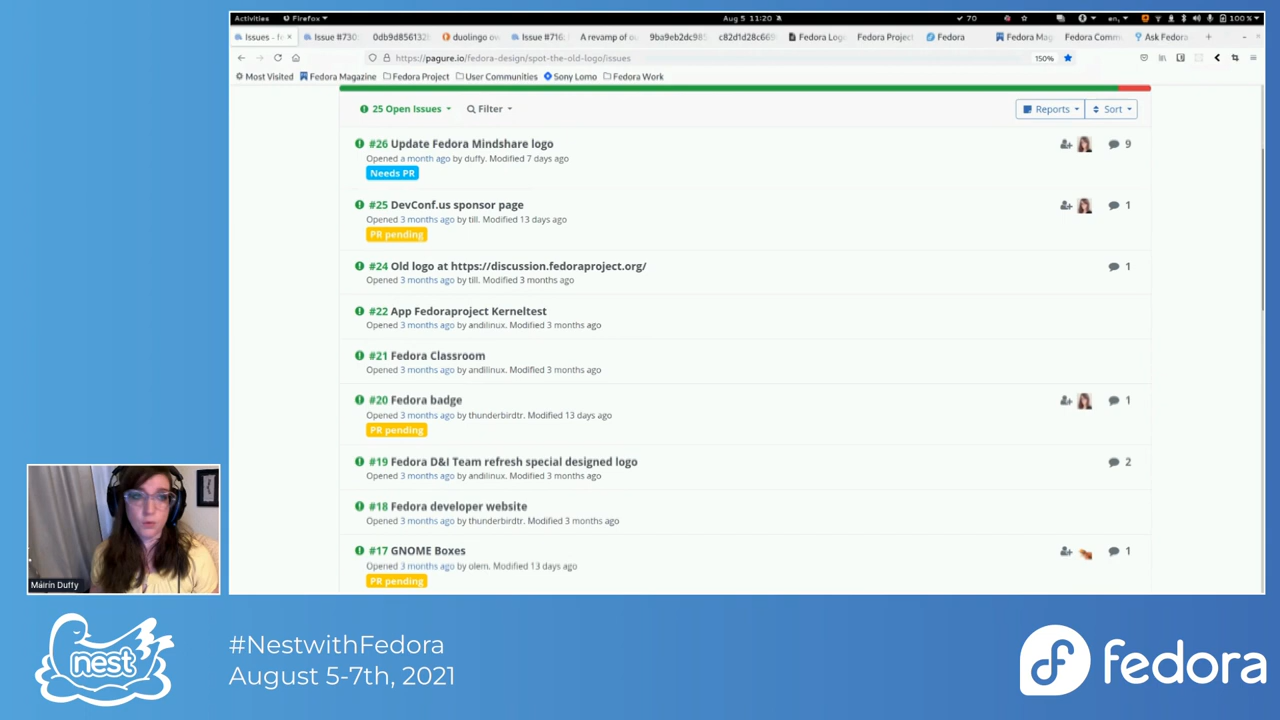 Activities Firefox Aug 5 11:20 70 en, 100 %
Issues - fe Issue #730: 0db9d856132 duolingo ow Issue #716: A revamp of ou 9ba9eb2dc985 c82d1d28c669 Fedora Logo Fedora Project Fedora Fedora Mag Fedora Comm Ask Fedora
https://pagure.io/fedora-design/spot-the-old-logo/issues 150%
Most Visited Fedora Magazine Fedora Project User Communities Sony Lomo Fedora Work
25 Open Issues Filter Reports Sort
#26 Update Fedora Mindshare logo 9
Opened a month ago by duffy. Modified 7 days ago
Needs PR
#25 DevConf.us sponsor page 1
Opened 3 months ago by till. Modified 13 days ago
PR pending
#24 Old logo at https://discussion.fedoraproject.org/ 1
Opened 3 months ago by till. Modified 3 months ago
#22 App Fedoraproject Kerneltest
Opened 3 months ago by andilinux. Modified 3 months ago
#21 Fedora Classroom
Opened 3 months ago by andilinux. Modified 3 months ago
#20 Fedora badge 1
Opened 3 months ago by thunderbirdtr. Modified 13 days ago
PR pending
#19 Fedora D&I Team refresh special designed logo 2
Opened 3 months ago by andilinux. Modified 3 months ago
#18 Fedora developer website
Opened 3 months ago by thunderbirdtr. Modified 3 months ago
#17 GNOME Boxes 1
Opened 3 months ago by olem. Modified 13 days ago
PR pending
Máirín Duffy
nest
#NestwithFedora
August 5-7th, 2021
fedora